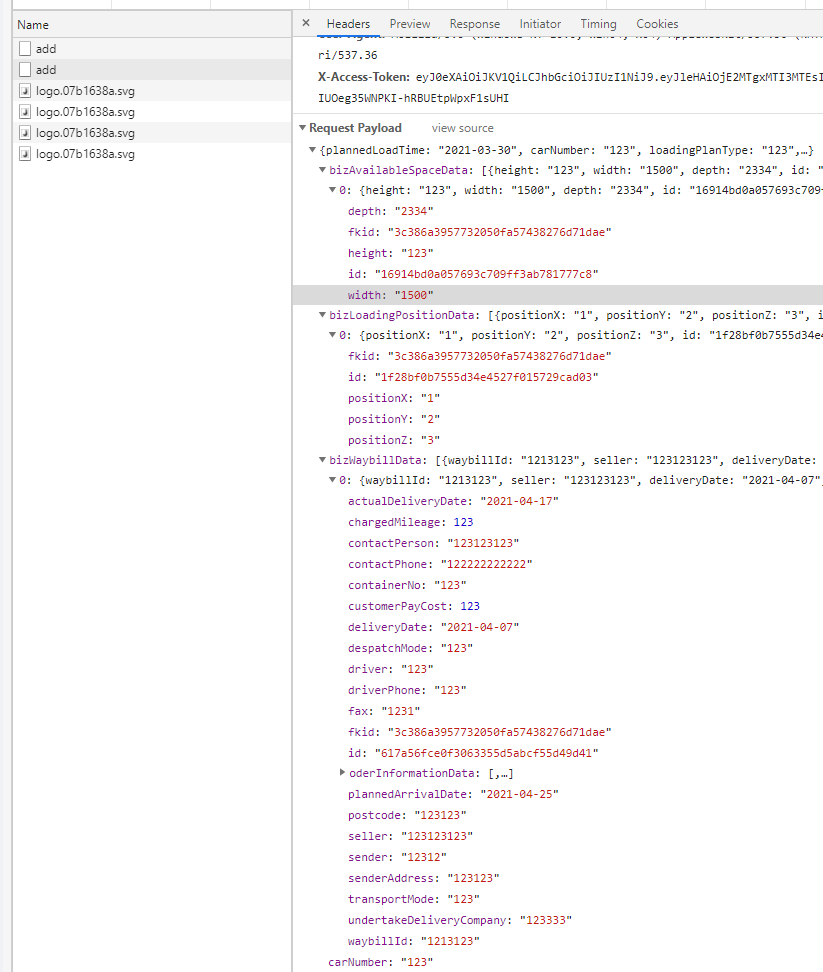 Name
add
add
logo.07b1638a.svg
logo.07b1638a.svg
logo.07b1638a.svg
logo.07b1638a.svg
× Headers Preview Response Initiator Timing Cookies
ri/537.36
X-Access-Token: eyJ0eXAiOiJKV1QiLCJhbGciOiJIUzI1NiJ9.eyJleHAiOjE2MTgxMTI3MTEsI
IUOeg35WNPKI-hRBUEtpWpxF1sUHI
Request Payload view source
{plannedLoadTime: "2021-03-30", carNumber: "123", loadingPlanType: "123",…}
bizAvailableSpaceData: [{height: "123", width: "1500", depth: "2334", id: "
0: {height: "123", width: "1500", depth: "2334", id: "16914bd0a057693c709f
depth: "2334"
fkid: "3c386a3957732050fa57438276d71dae"
height: "123"
id: "16914bd0a057693c709ff3ab781777c8"
width: "1500"
bizLoadingPositionData: [{positionX: "1", positionY: "2", positionZ: "3", i
0: {positionX: "1", positionY: "2", positionZ: "3", id: "1f28bf0b7555d34e4
fkid: "3c386a3957732050fa57438276d71dae"
id: "1f28bf0b7555d34e4527f015729cad03"
positionX: "1"
positionY: "2"
positionZ: "3"
bizWaybillData: [{waybillId: "1213123", seller: "123123123", deliveryDate:
0: {waybillId: "1213123", seller: "123123123", deliveryDate: "2021-04-07",
actualDeliveryDate: "2021-04-17"
chargedMileage: 123
contactPerson: "123123123"
contactPhone: "122222222222"
containerNo: "123"
customerPayCost: 123
deliveryDate: "2021-04-07"
despatchMode: "123"
driver: "123"
driverPhone: "123"
fax: "1231"
fkid: "3c386a3957732050fa57438276d71dae"
id: "617a56fce0f3063355d5abcf55d49d41"
oderInformationData: [,…]
plannedArrivalDate: "2021-04-25"
postcode: "123123"
seller: "123123123"
sender: "12312"
senderAddress: "123123"
transportMode: "123"
undertakeDeliveryCompany: "123333"
waybillId: "1213123"
carNumber: "123"